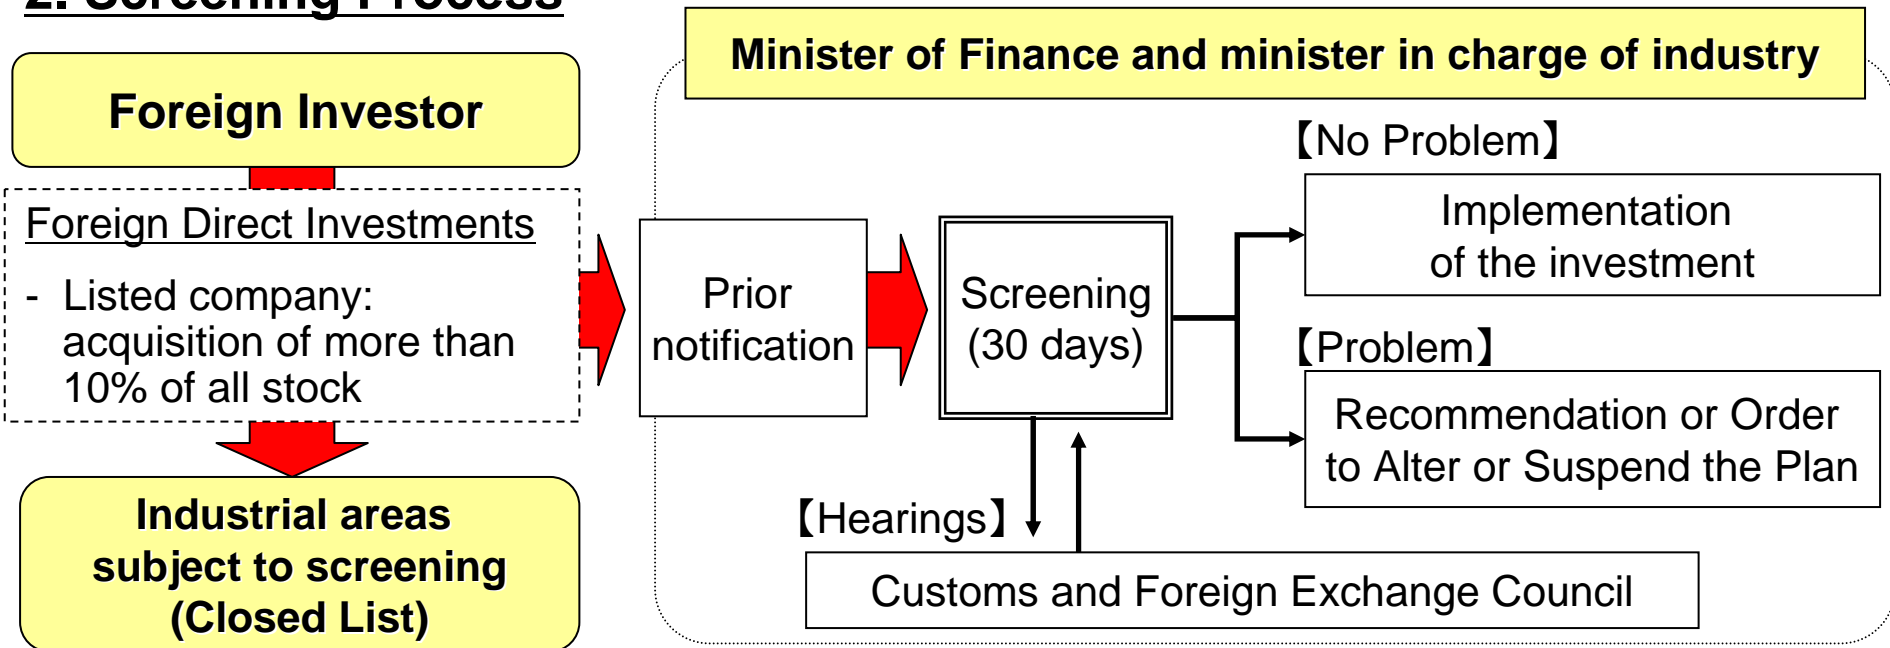 2. Screening Process
Foreign Investor
Foreign Direct Investments
- Listed company:
acquisition of more than
10% of all stock
Industrial areas
subject to screening
(Closed List)
Minister of Finance and minister in charge of industry
Prior
notification
Screening
(30 days)
【No Problem】
Implementation
of the investment
【Problem】
Recommendation or Order
to Alter or Suspend the Plan
【Hearings】
Customs and Foreign Exchange Council